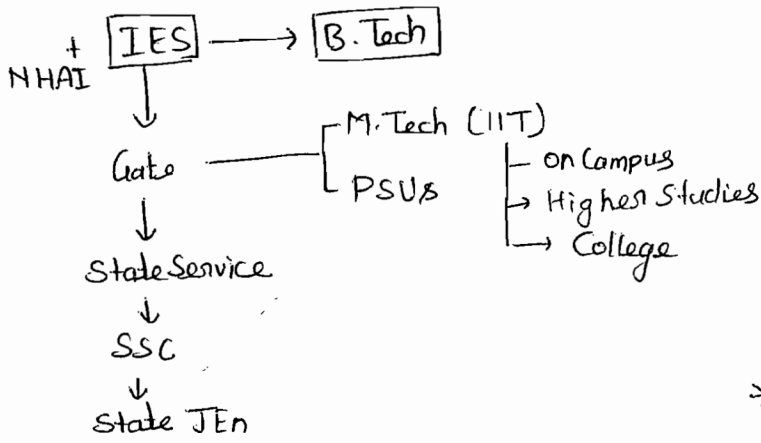 + IES → B.Tech
NHAI
↓
Gate M.Tech (IIT)
PSUs
on Campus
→ Higher Studies
→ College
↓
State Service
↓
SSC
↓
State JEn
→